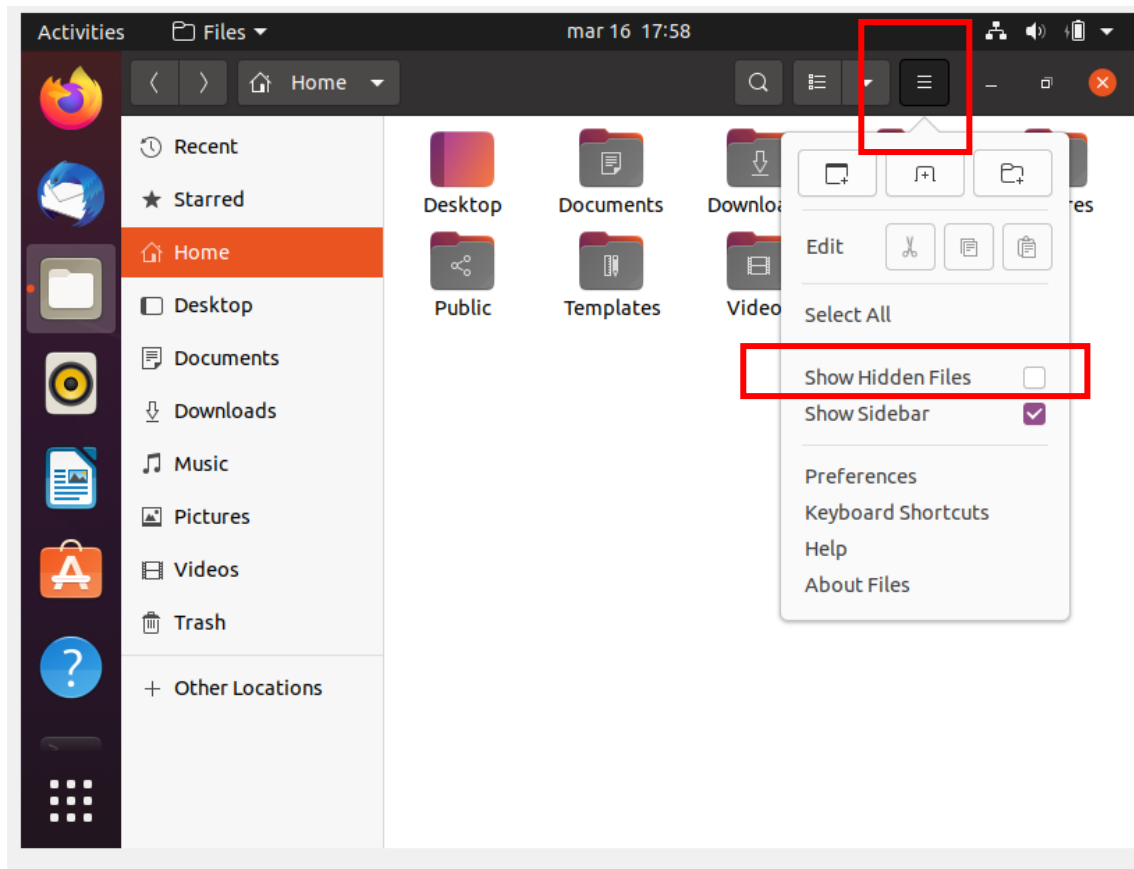 Activities Files mar 16 17:58
Home
Recent
Starred
Home
Desktop
Documents
Downloads
Music
Pictures
Videos
Trash
+ Other Locations
Desktop Documents
Public Templates
Edit
Select All
Show Hidden Files
Show Sidebar
Preferences
Keyboard Shortcuts
Help
About Files